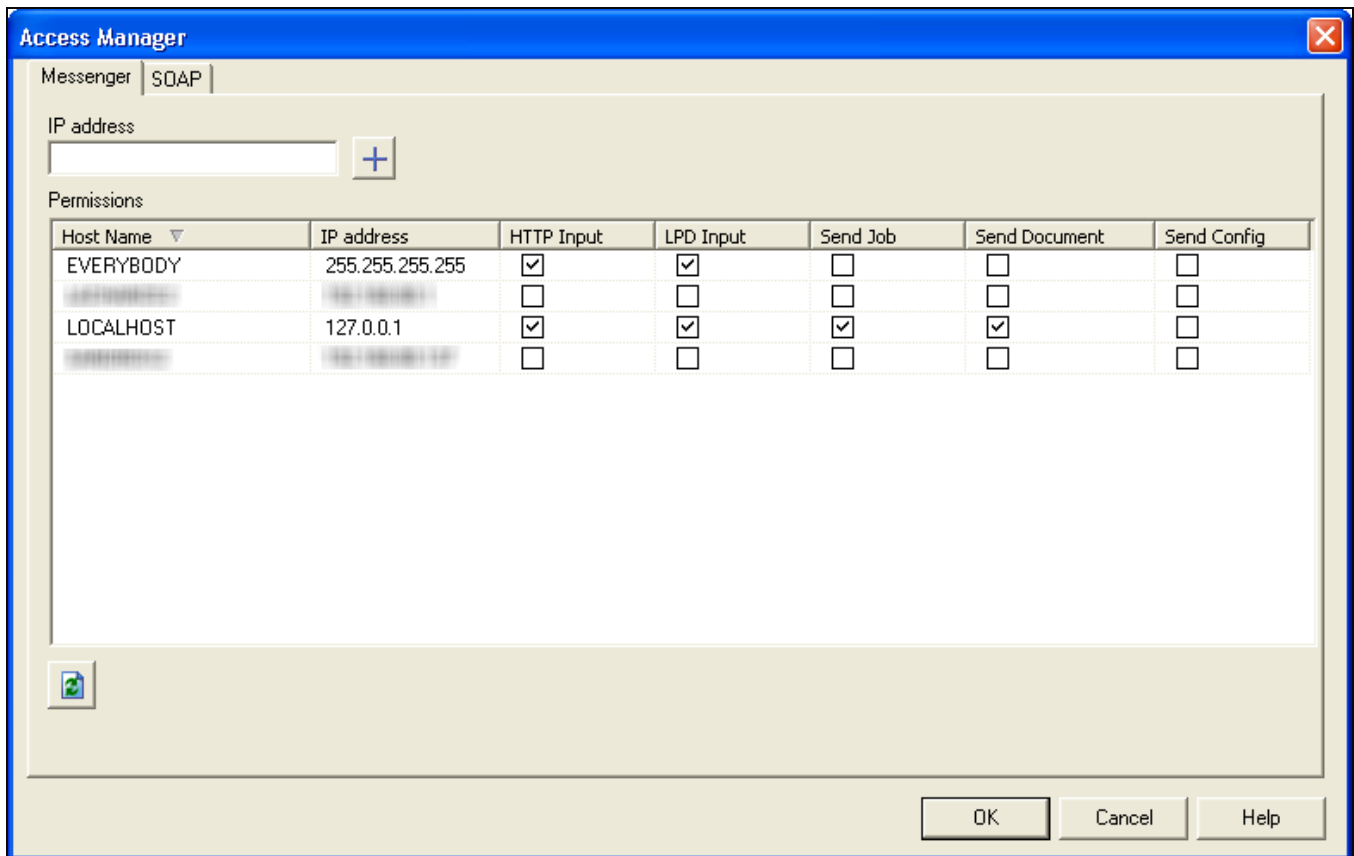 Access Manager
Messenger SOAP
IP address
Permissions
Host Name IP address HTTP Input LPD Input Send Job Send Document Send Config
EVERYBODY 255.255.255.255
LOCALHOST 127.0.0.1
OK Cancel Help